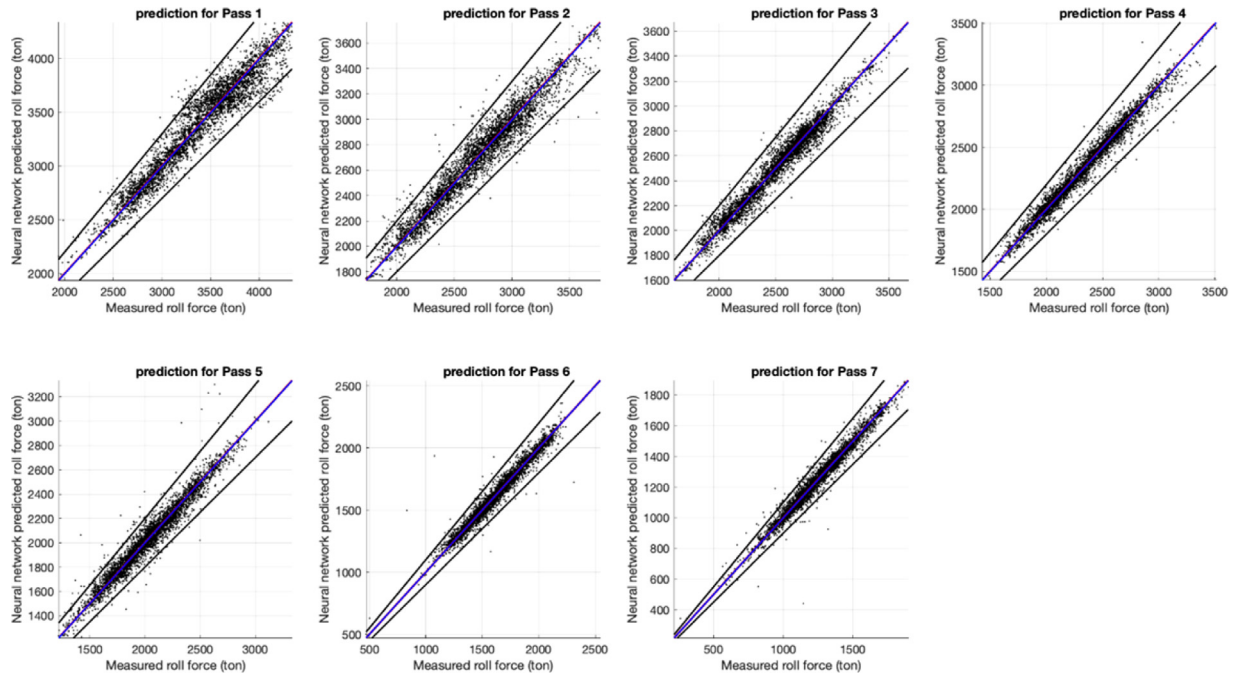 prediction for Pass 1
Neural network predicted roll force (ton)
4000
3500
3000
2500
2000
2000 2500 3000 3500 4000
Measured roll force (ton)
prediction for Pass 2
Neural network predicted roll force (ton)
3600
3400
3200
3000
2800
2600
2400
2200
2000
1800
2000 2500 3000 3500
Measured roll force (ton)
prediction for Pass 3
Neural network predicted roll force (ton)
3600
3400
3200
3000
2800
2600
2400
2200
2000
1800
1600
2000 2500 3000 3500
Measured roll force (ton)
prediction for Pass 4
Neural network predicted roll force (ton)
3500
3000
2500
2000
1500
1500 2000 2500 3000 3500
Measured roll force (ton)
prediction for Pass 5
Neural network predicted roll force (ton)
3200
3000
2800
2600
2400
2200
2000
1800
1600
1400
1500 2000 2500 3000
Measured roll force (ton)
prediction for Pass 6
Neural network predicted roll force (ton)
2500
2000
1500
1000
500
500 1000 1500 2000 2500
Measured roll force (ton)
prediction for Pass 7
Neural network predicted roll force (ton)
1800
1600
1400
1200
1000
800
600
400
500 1000 1500
Measured roll force (ton)